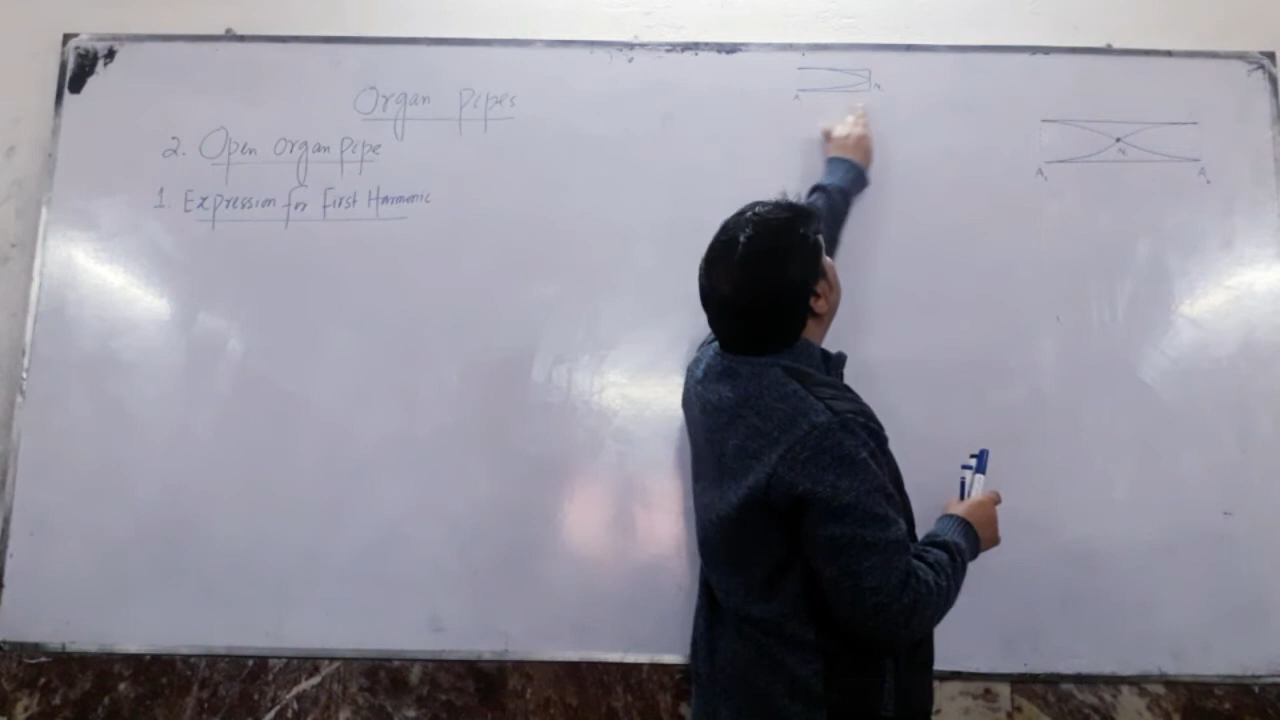 Organ Pipes
2. Open Organ pipe
1. Expression for first Harmonic
A N
N
A A